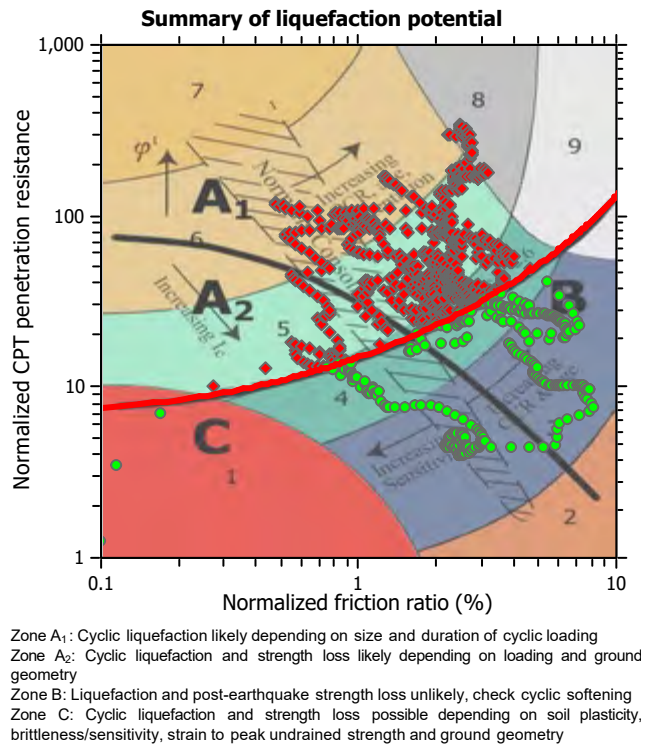 Summary of liquefaction potential
Normalized CPT penetration resistance
1,000
100
10
1
7
8
9
φ'
A₁
6
A₂
Increasing Ic
5
B
4
C
1
Increasing
Sensitivity
2
0.1
1
10
Normalized friction ratio (%)
Zone A₁: Cyclic liquefaction likely depending on size and duration of cyclic loading
Zone A₂: Cyclic liquefaction and strength loss likely depending on loading and ground
geometry
Zone B: Liquefaction and post-earthquake strength loss unlikely, check cyclic softening
Zone C: Cyclic liquefaction and strength loss possible depending on soil plasticity,
brittleness/sensitivity, strain to peak undrained strength and ground geometry